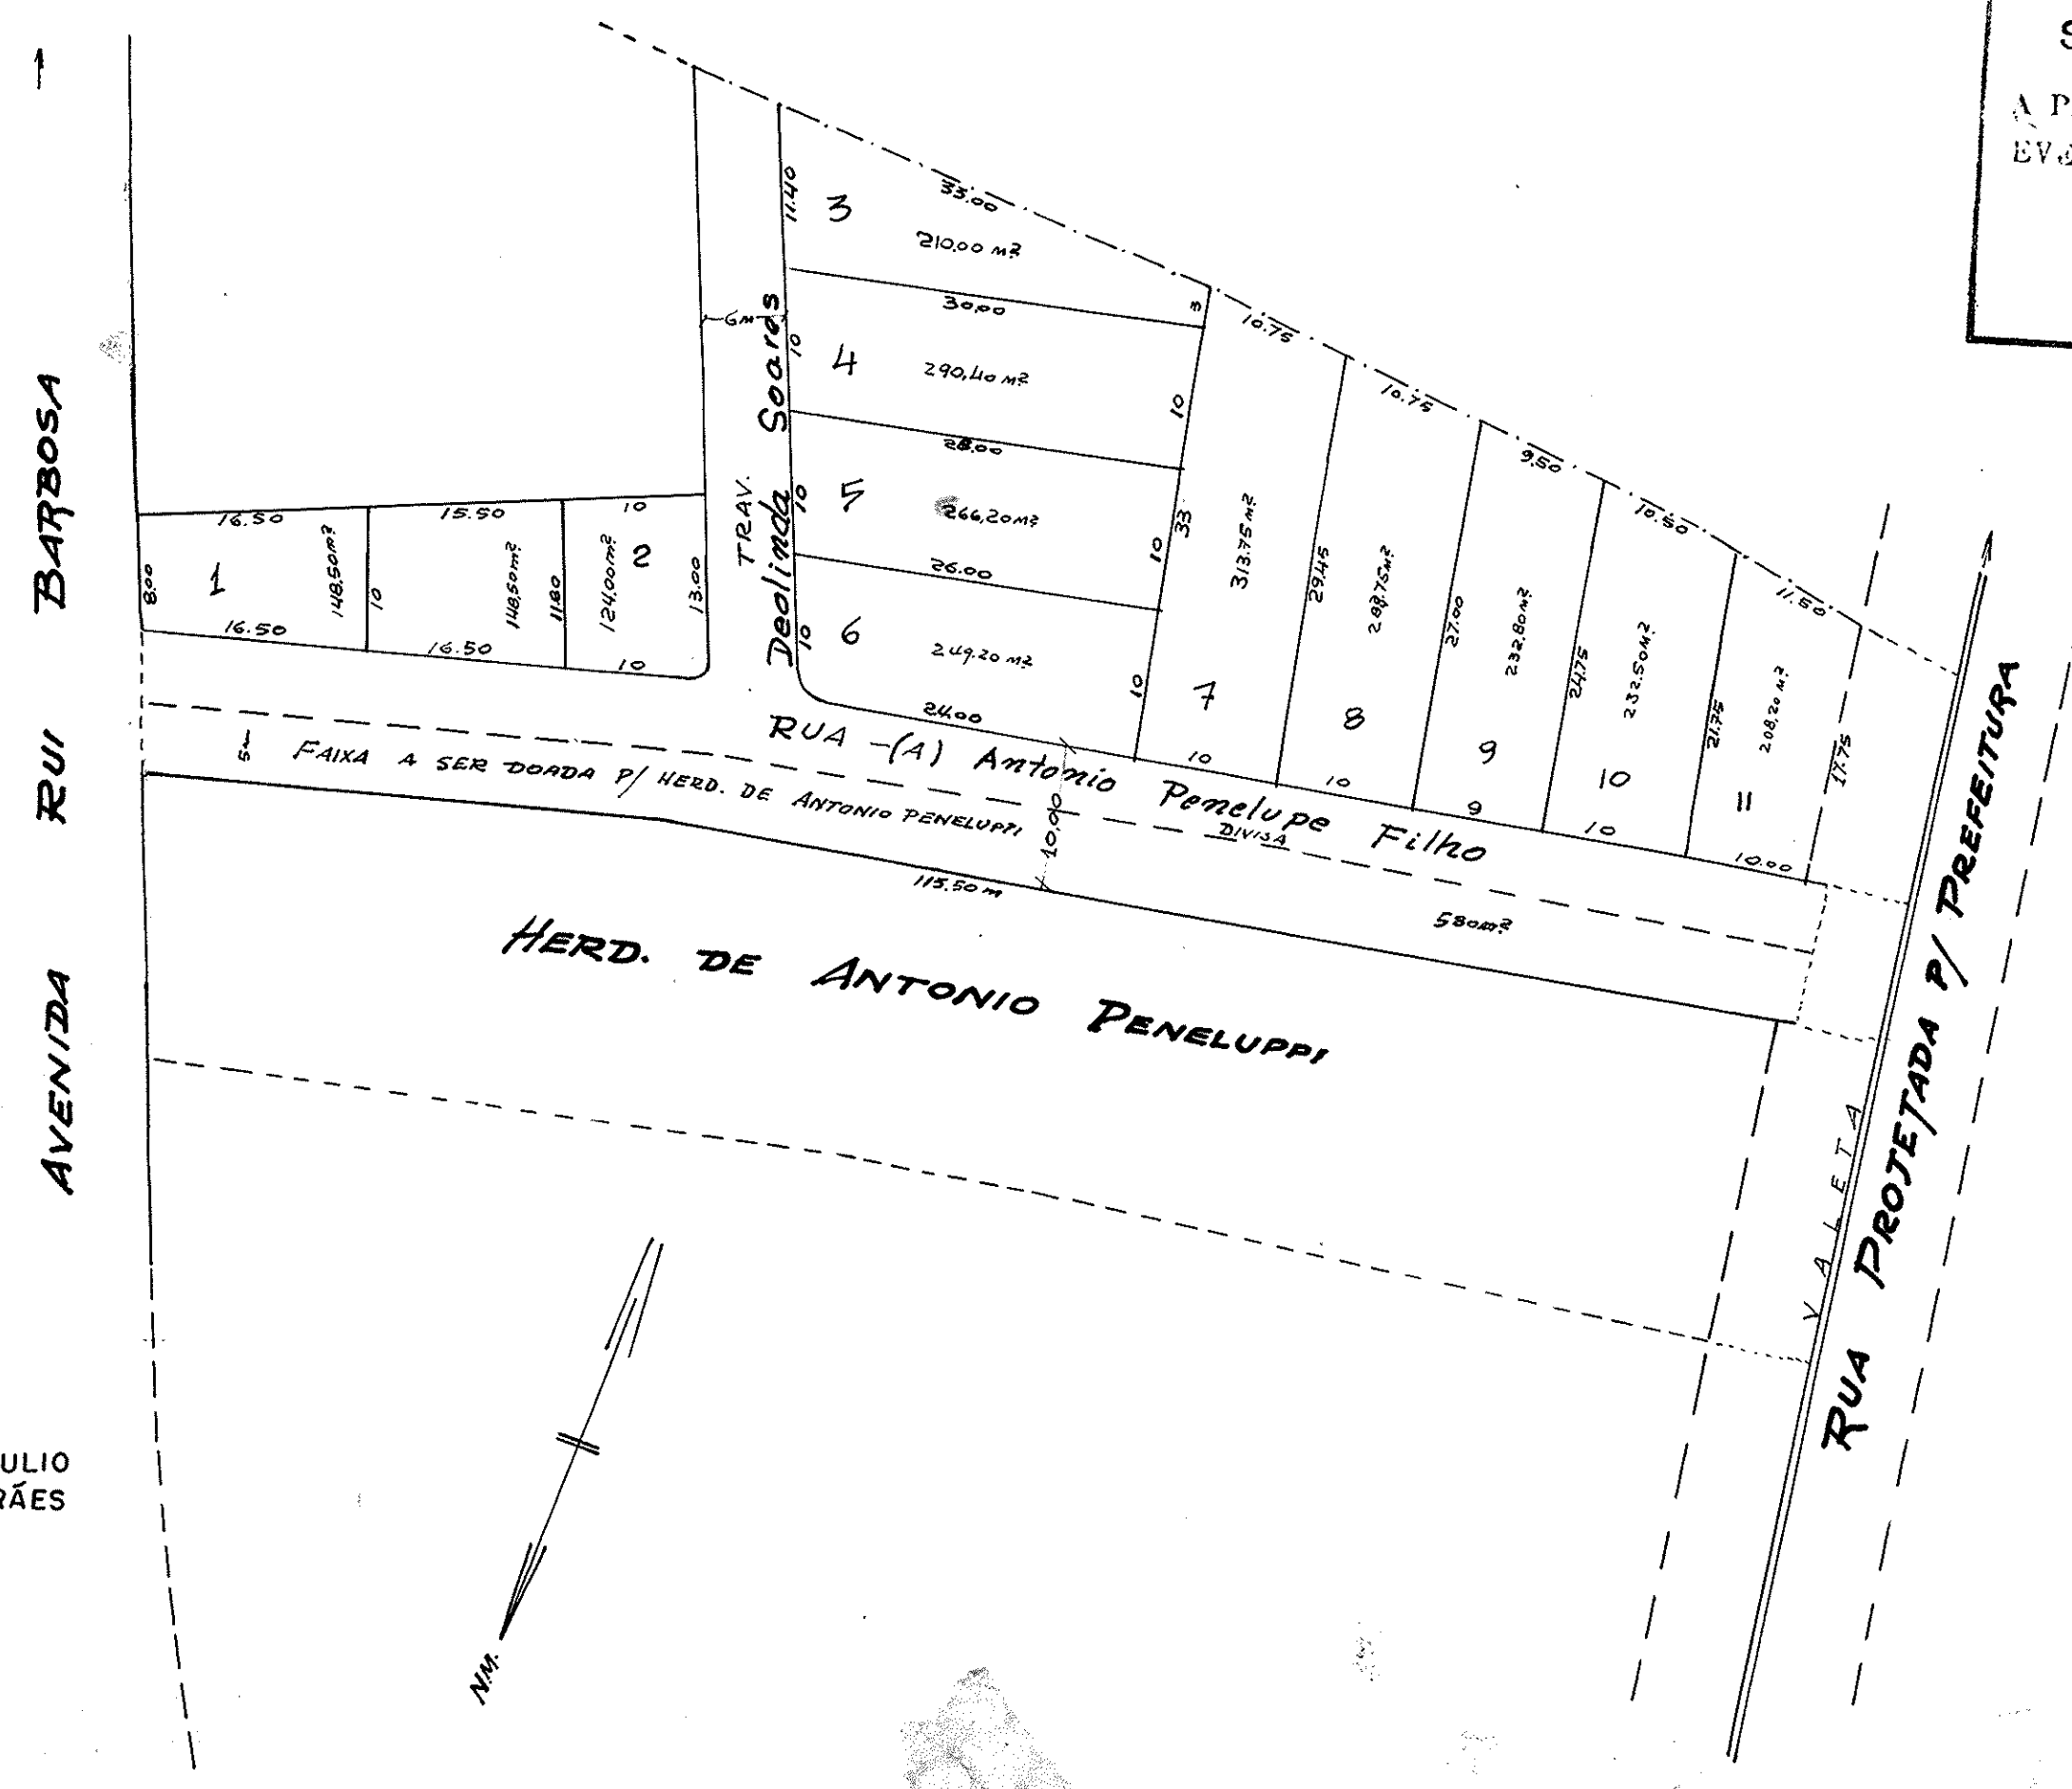 AVENIDA RUI BARBOSA
TRAV.
Deolinda Soares
6M
3
11.40
33.00
210.00 m²
3
30.00
4
10
290,40 m²
10
28.00
5
10
266,20 m²
10
26.00
6
10
249.20 m²
10
24.00
16.50
15.50
10
8.00
1
148,50 m²
10
148,50 m²
11.80
124,00 m²
2
13.00
16.50
16.50
10
10.75
33
313.75 m²
7
10
10.75
29.45
8
10
9.50
27.00
232.80 m²
9
9
10.50
24.75
232.50 m²
10
10
11.50
21.75
208,20 m²
11
17.75
10.00
RUA -(A) Antonio Penelupe Filho
5m
FAIXA A SER DOADA P/ HERD. DE ANTONIO PENELUPPI
10,00
DIVISA
115.50 m
580 m²
HERD. DE ANTONIO PENELUPPI
VALETA
RUA PROJETADA P/ PREFEITURA
ULIO
RÃES
N.M.
A P